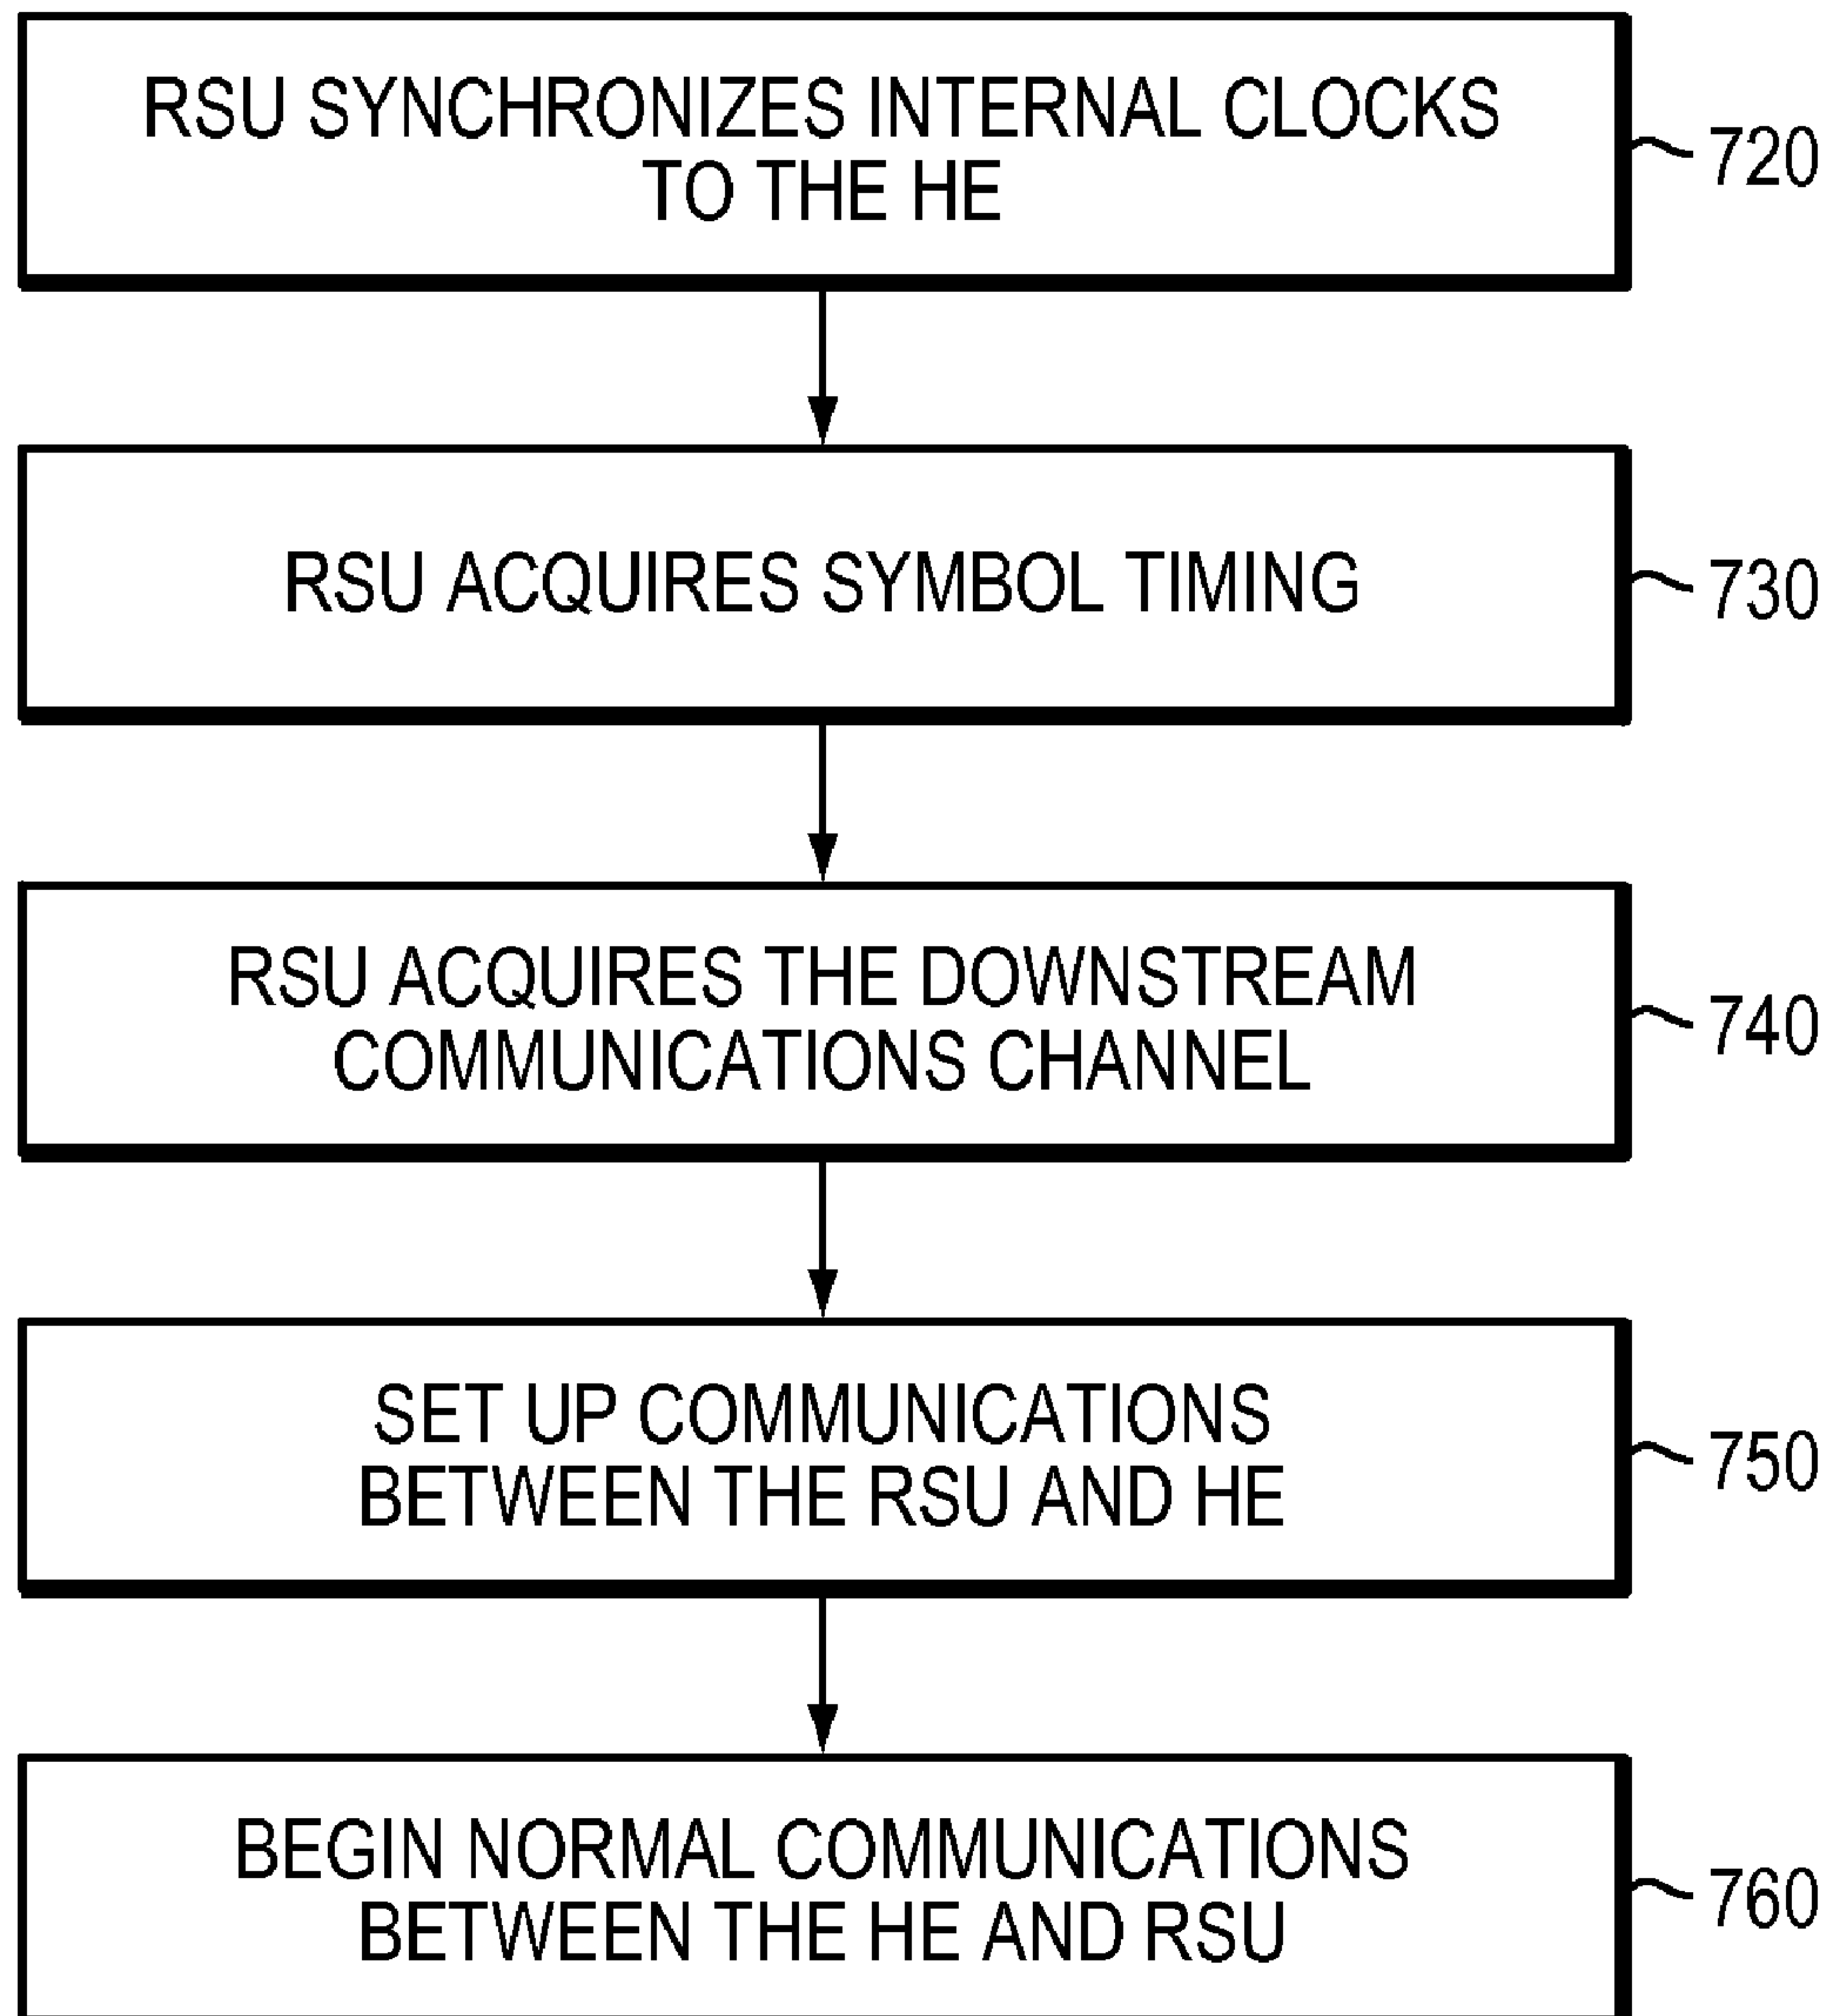 RSU SYNCHRONIZES INTERNAL CLOCKS
TO THE HE
720
RSU ACQUIRES SYMBOL TIMING
730
RSU ACQUIRES THE DOWNSTREAM
COMMUNICATIONS CHANNEL
740
SET UP COMMUNICATIONS
BETWEEN THE RSU AND HE
750
BEGIN NORMAL COMMUNICATIONS
BETWEEN THE HE AND RSU
760